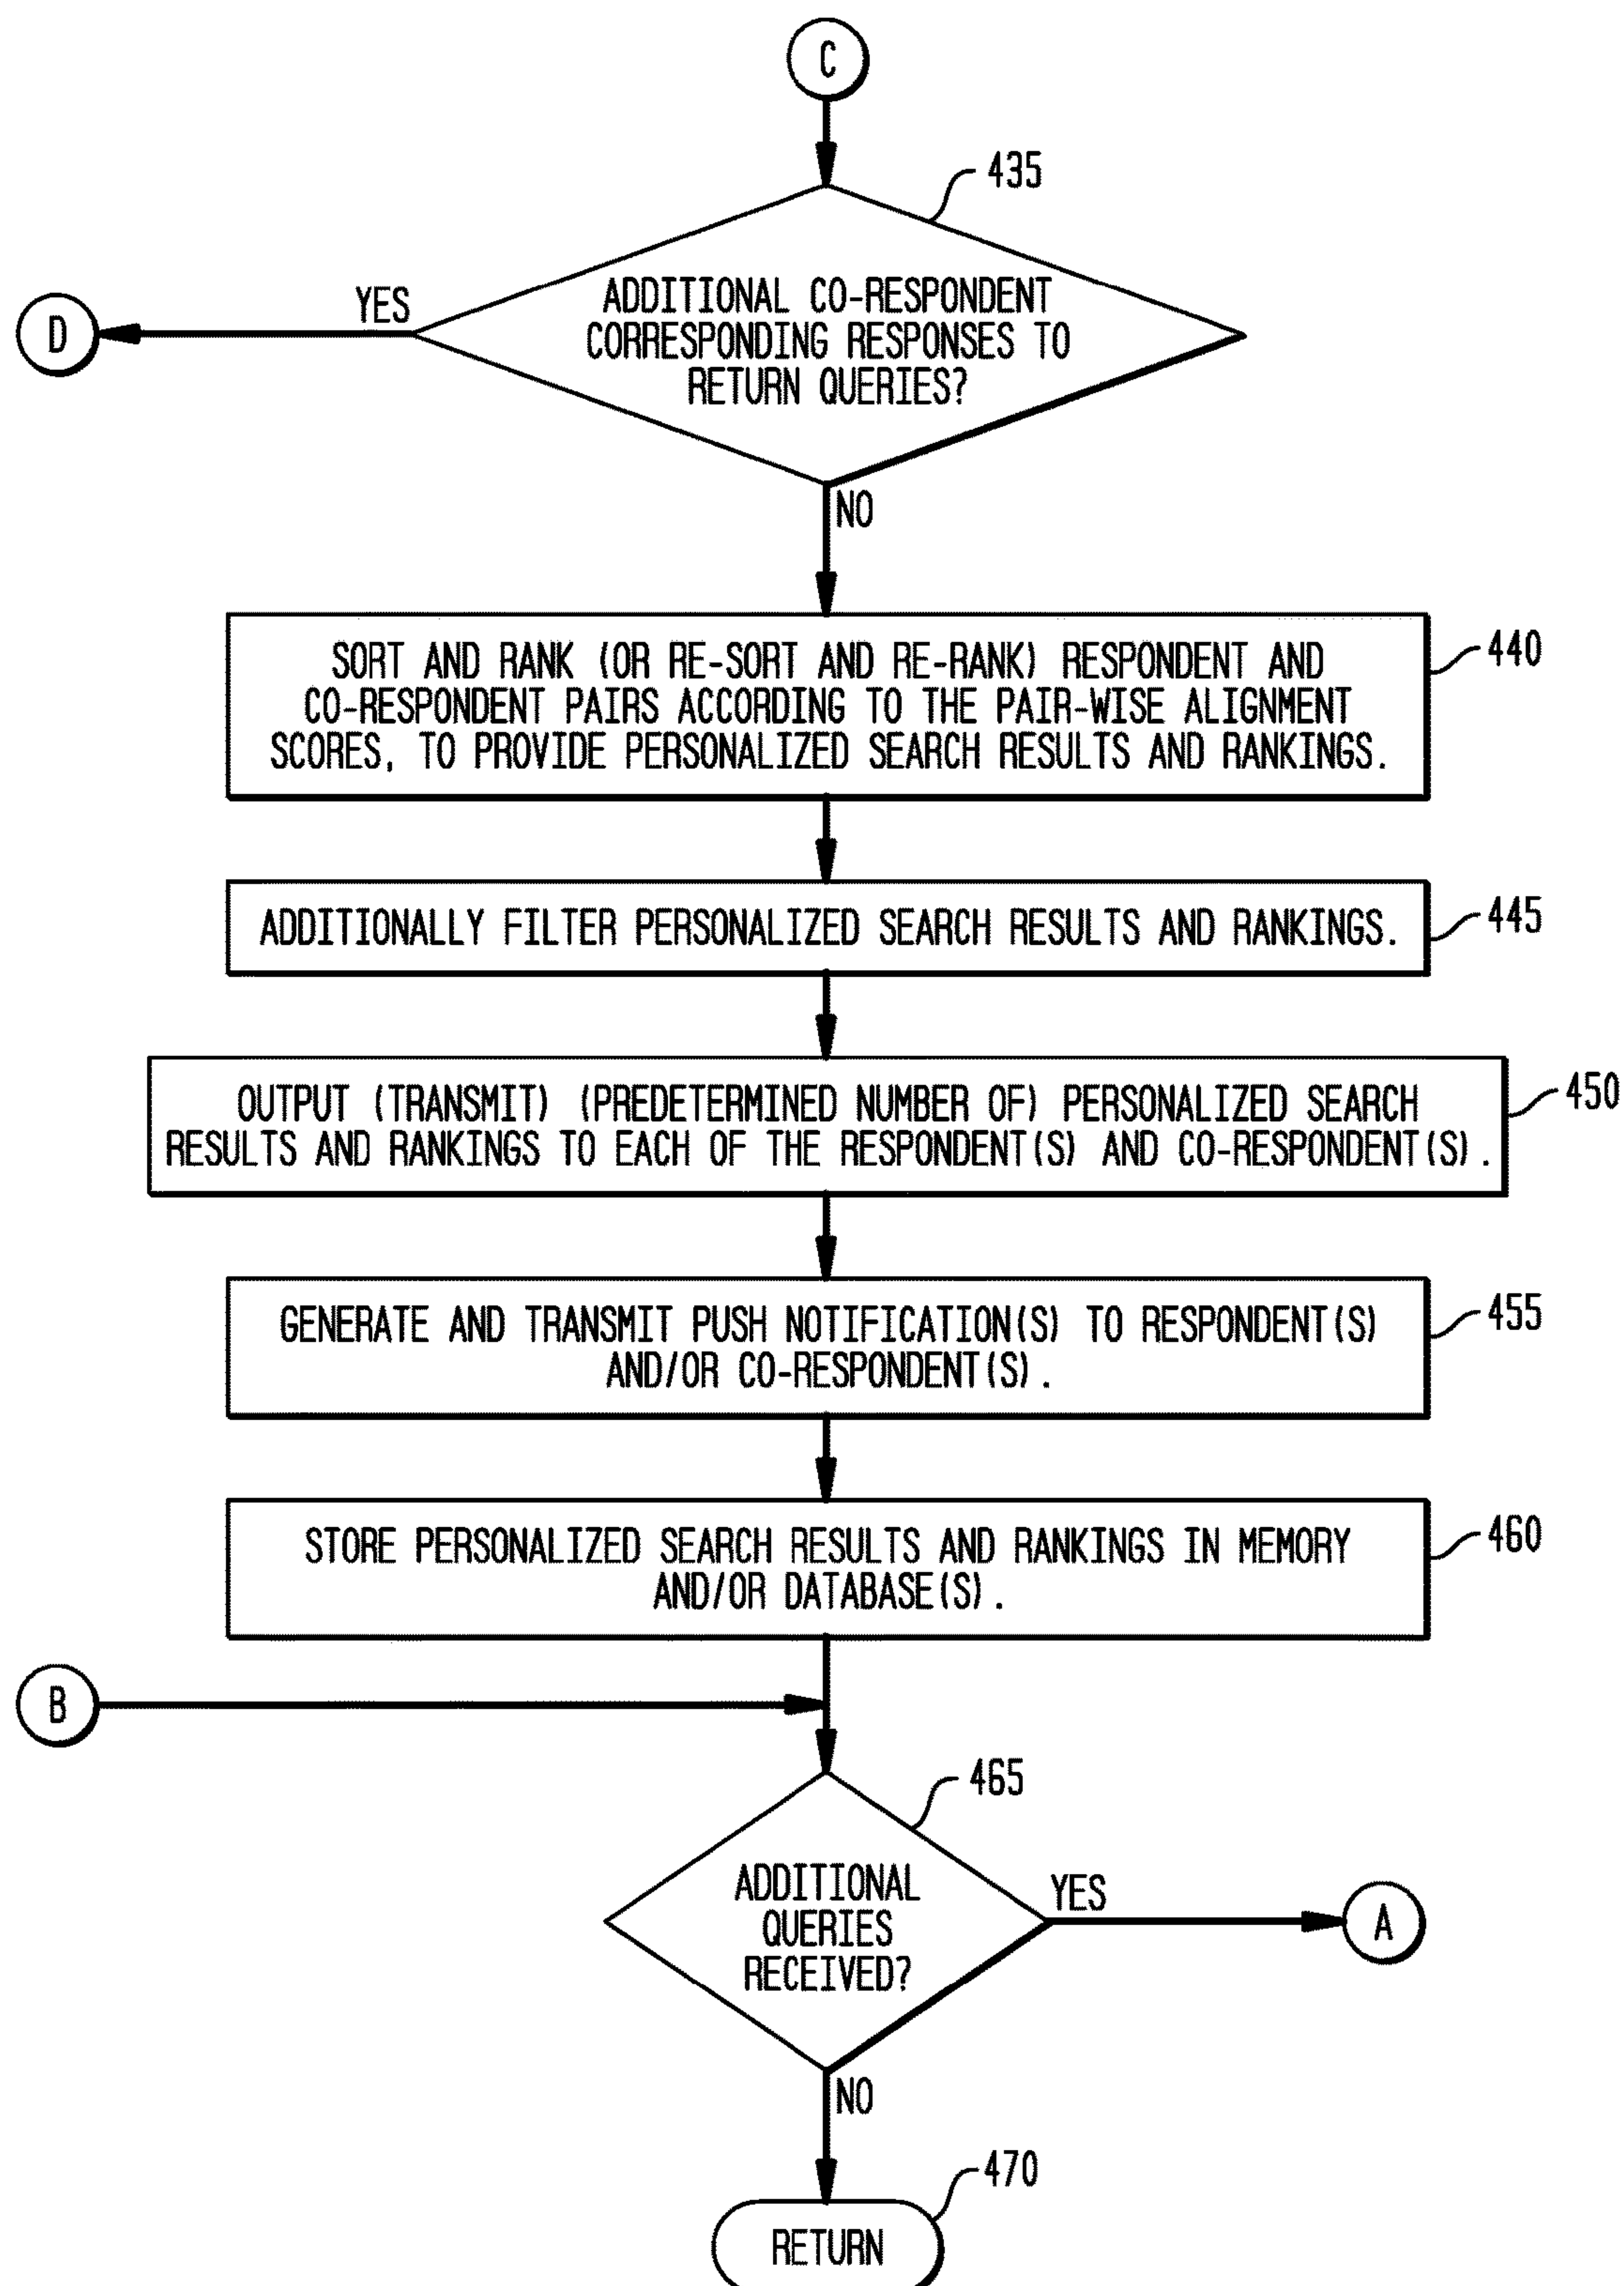 C
435
ADDITIONAL CO-RESPONDENT
CORRESPONDING RESPONSES TO
RETURN QUERIES?
YES
D
NO
SORT AND RANK (OR RE-SORT AND RE-RANK) RESPONDENT AND
CO-RESPONDENT PAIRS ACCORDING TO THE PAIR-WISE ALIGNMENT
SCORES, TO PROVIDE PERSONALIZED SEARCH RESULTS AND RANKINGS.
440
ADDITIONALLY FILTER PERSONALIZED SEARCH RESULTS AND RANKINGS.
445
OUTPUT (TRANSMIT) (PREDETERMINED NUMBER OF) PERSONALIZED SEARCH
RESULTS AND RANKINGS TO EACH OF THE RESPONDENT(S) AND CO-RESPONDENT(S).
450
GENERATE AND TRANSMIT PUSH NOTIFICATION(S) TO RESPONDENT(S)
AND/OR CO-RESPONDENT(S).
455
STORE PERSONALIZED SEARCH RESULTS AND RANKINGS IN MEMORY
AND/OR DATABASE(S).
460
B
465
ADDITIONAL
QUERIES
RECEIVED?
YES
A
NO
470
RETURN